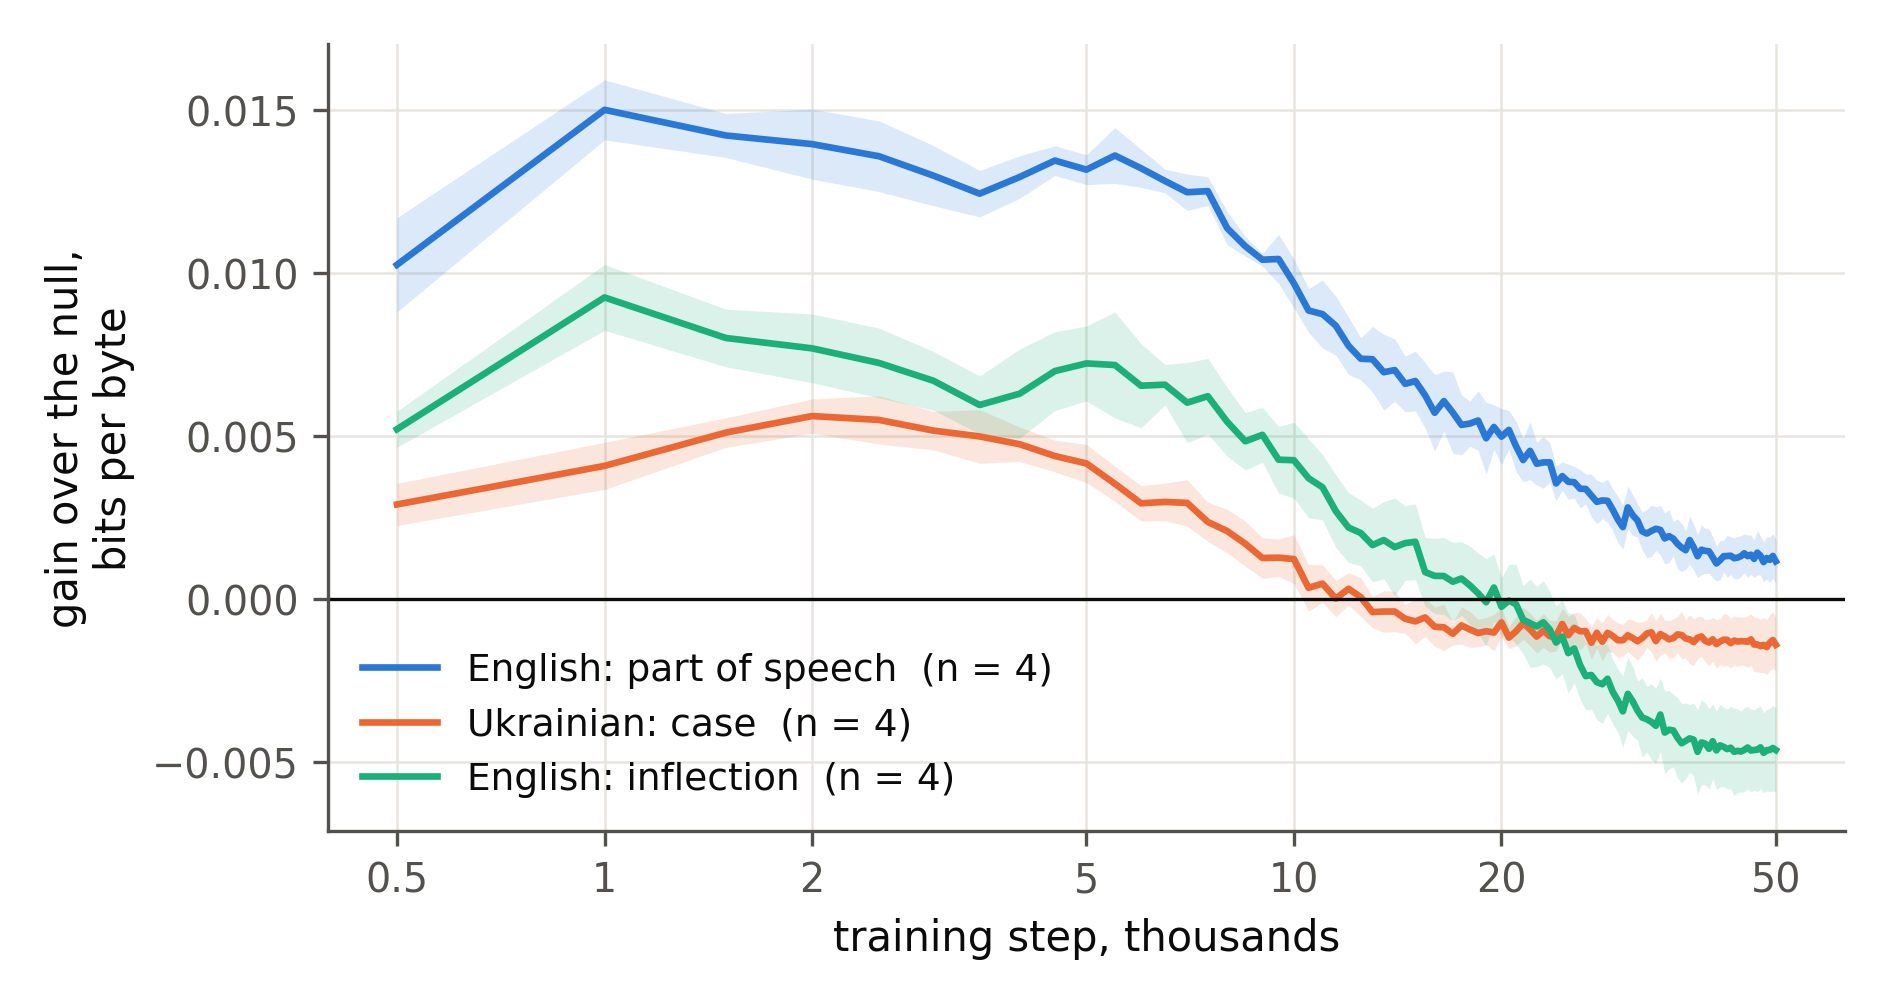 gain over the null,
bits per byte
0.015
0.010
0.005
0.000
−0.005
English: part of speech (n = 4)
Ukrainian: case (n = 4)
English: inflection (n = 4)
0.5 1 2 5 10 20 50
training step, thousands